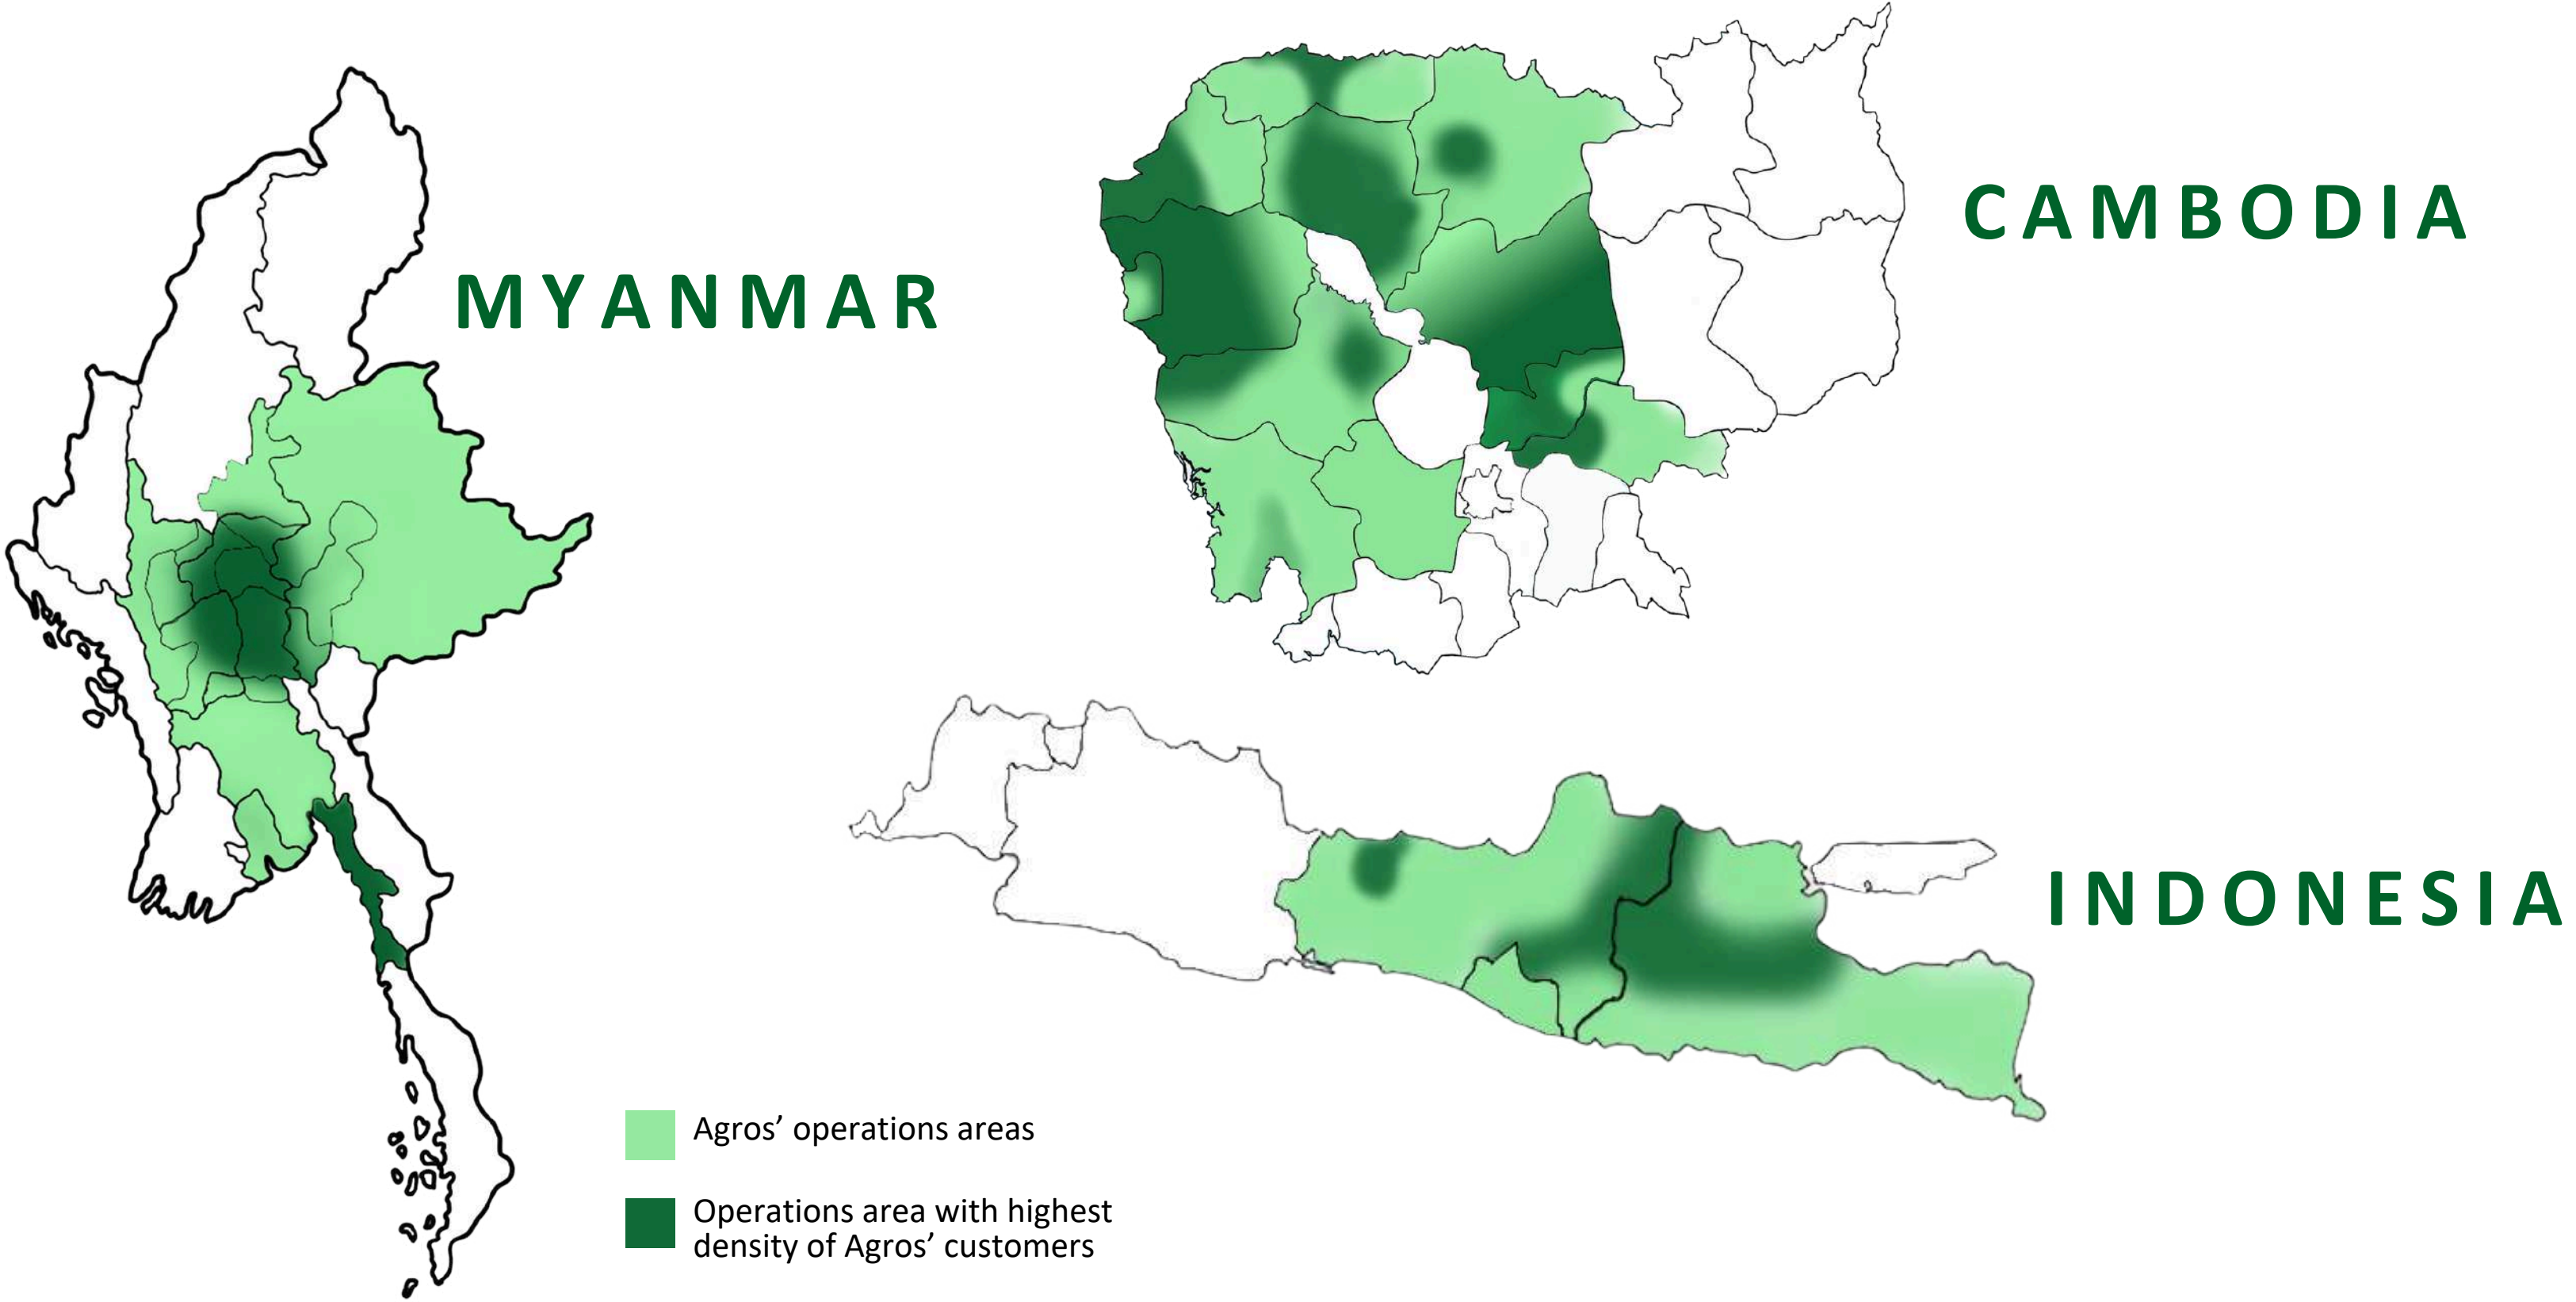 CAMBODIA
MYANMAR
INDONESIA
Agros’ operations areas
Operations area with highest
density of Agros’ customers